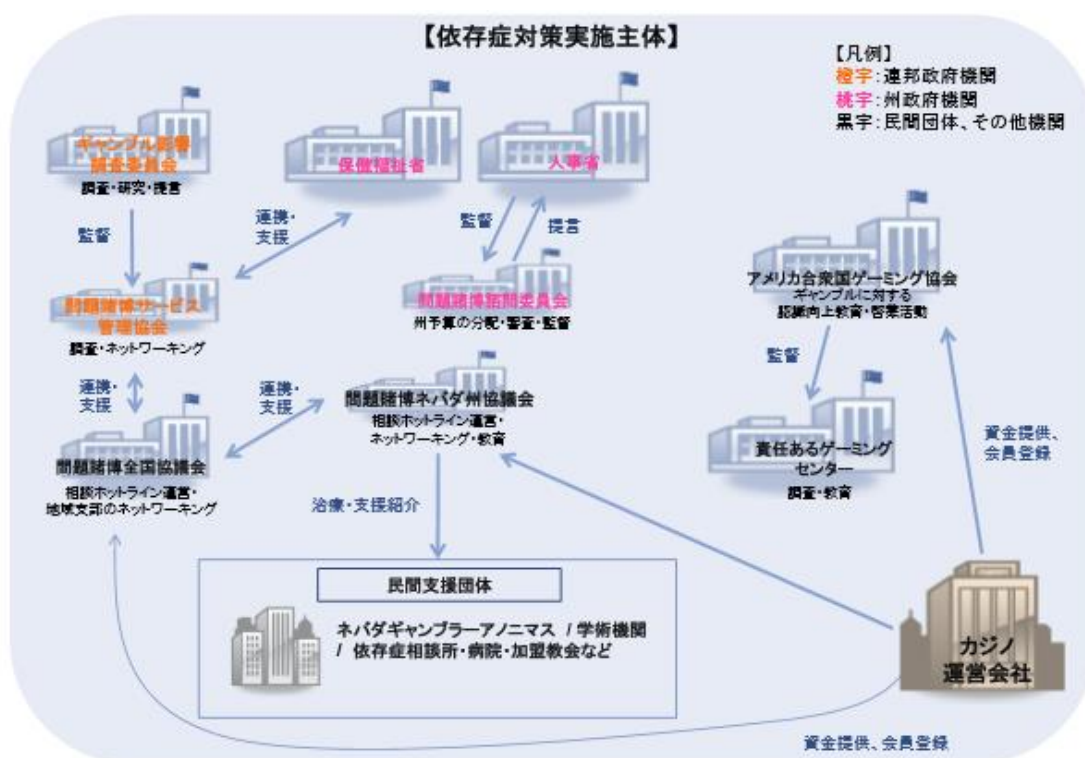 【依存症対策実施主体】
【凡例】
橙字：連邦政府機関
桃字：州政府機関
黒字：民間団体、その他機関
ギャンブル影響
調査委員会
調査・研究・提言
保健福祉省
人事省
監督
連携・
支援
監督
提言
アメリカ合衆国ゲーミング協会
ギャンブルに対する
認識向上教育・啓蒙活動
問題賭博サービス
管理協会
調査・ネットワーキング
問題賭博諮問委員会
州予算の分配・審査・監督
監督
連携・
支援
連携・
支援
問題賭博ネバダ州協議会
相談ホットライン運営・
ネットワーキング・教育
責任あるゲーミング
センター
調査・教育
資金提供、
会員登録
問題賭博全国協議会
相談ホットライン運営・
地域支部のネットワーキング
治療・支援紹介
民間支援団体
ネバダギャンブラーアノニマス / 学術機関
/ 依存症相談所・病院・加盟教会など
カジノ
運営会社
資金提供、会員登録